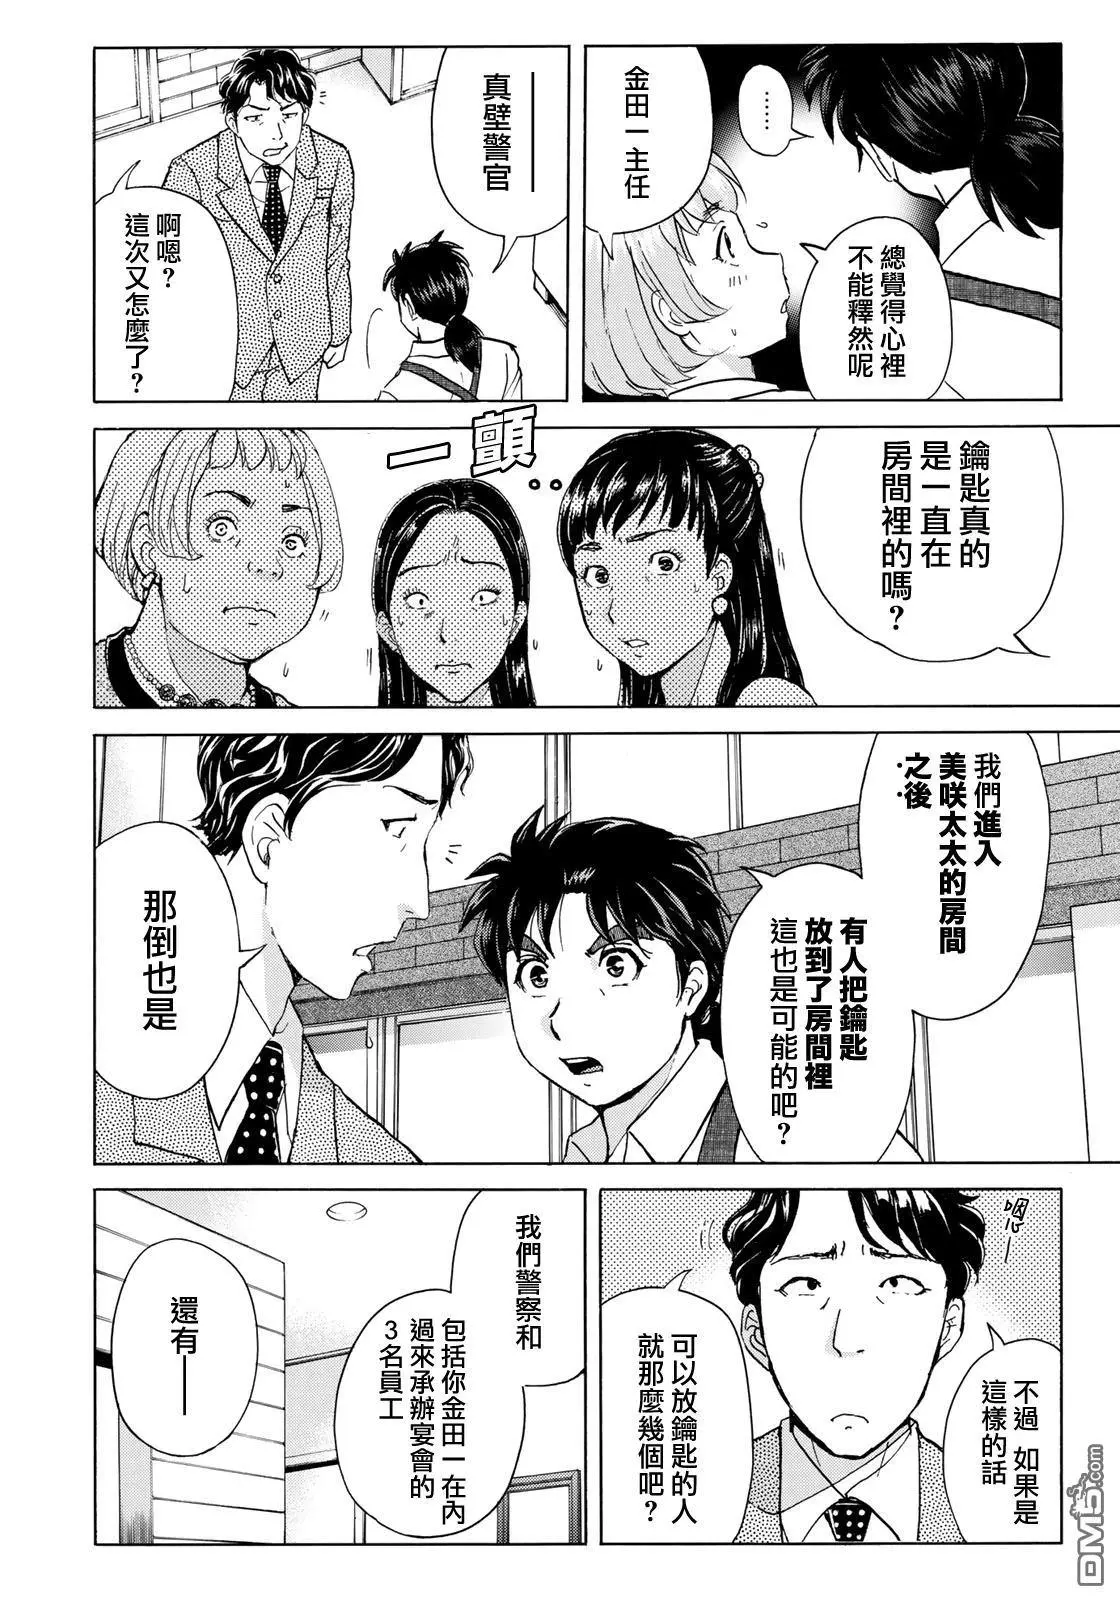 ……
總覺得心裡
不能釋然呢
金田一主任
真壁警官
——
啊嗯？
這次又怎麼了？
鑰匙真的
是一直在
房間裡的嗎？
一顫
我們進入
美咲太太的房間
之後
有人把鑰匙
放到了房間裡
這也是可能的吧？
那倒也是
嗯—
不過 如果是
這樣的話
可以放鑰匙的人
就那麼幾個吧？
我們警察和
包括你金田一在內
過來承辦宴會的
3名員工
還有——
DM5.COM